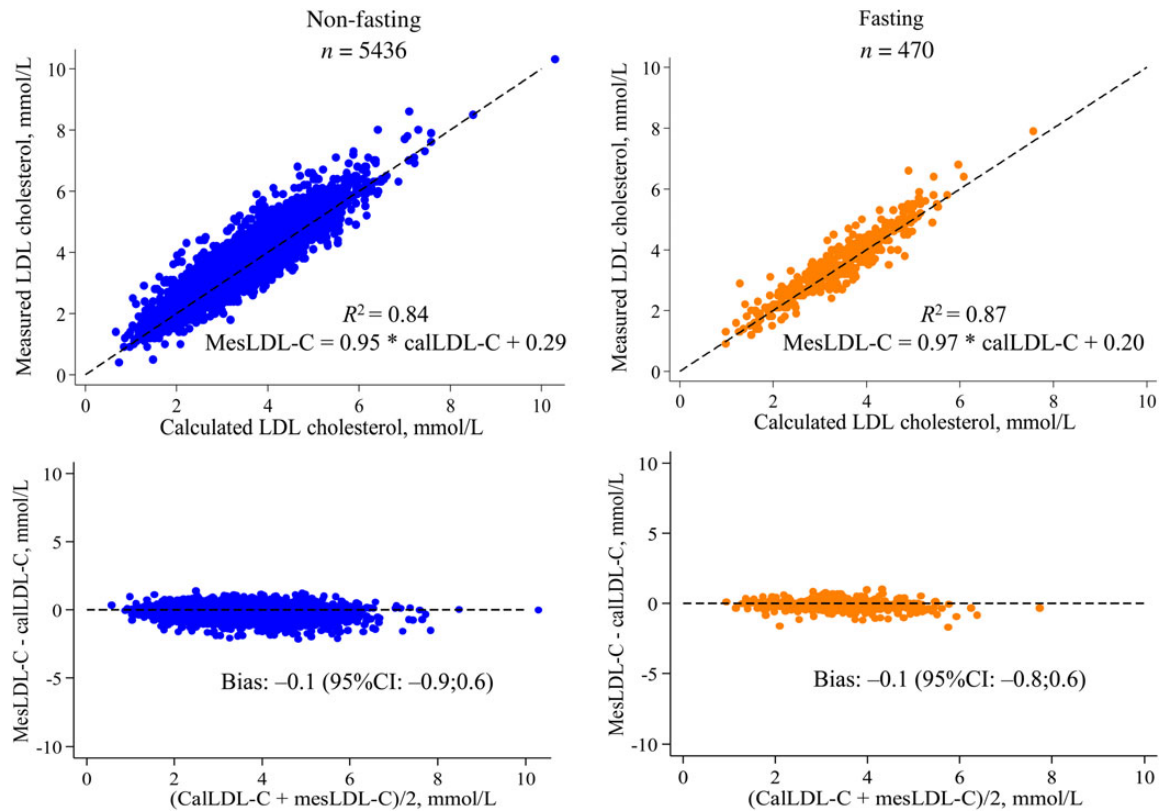 Non-fasting
n = 5436
Measured LDL cholesterol, mmol/L
10
8
6
4
2
0
R² = 0.84
MesLDL-C = 0.95 * calLDL-C + 0.29
0 2 4 6 8 10
Calculated LDL cholesterol, mmol/L
Fasting
n = 470
Measured LDL cholesterol, mmol/L
10
8
6
4
2
0
R² = 0.87
MesLDL-C = 0.97 * calLDL-C + 0.20
0 2 4 6 8 10
Calculated LDL cholesterol, mmol/L
MesLDL-C - calLDL-C, mmol/L
10
5
0
-5
-10
Bias: –0.1 (95%CI: –0.9;0.6)
0 2 4 6 8 10
(CalLDL-C + mesLDL-C)/2, mmol/L
MesLDL-C - calLDL-C, mmol/L
10
5
0
-5
-10
Bias: –0.1 (95%CI: –0.8;0.6)
0 2 4 6 8 10
(CalLDL-C + mesLDL-C)/2, mmol/L